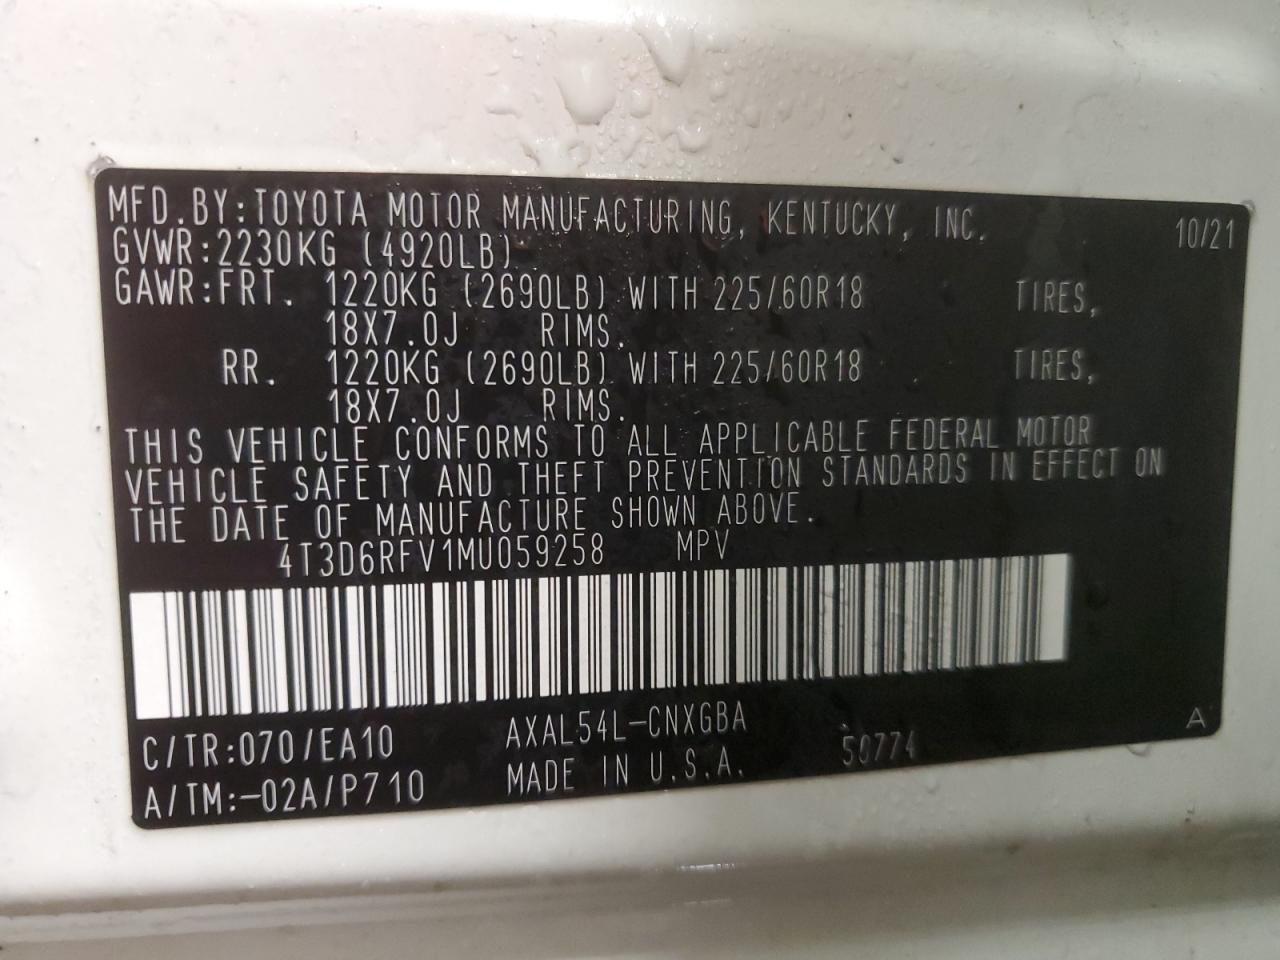 MFD.BY:TOYOTA MOTOR MANUFACTURING, KENTUCKY, INC. 10/21
GVWR:2230KG (4920LB)
GAWR:FRT. 1220KG (2690LB) WITH 225/60R18 TIRES,
18X7.0J RIMS.
RR. 1220KG (2690LB) WITH 225/60R18 TIRES,
18X7.0J RIMS.
THIS VEHICLE CONFORMS TO ALL APPLICABLE FEDERAL MOTOR
VEHICLE SAFETY AND THEFT PREVENTION STANDARDS IN EFFECT ON
THE DATE OF MANUFACTURE SHOWN ABOVE.
4T3D6RFV1MU059258 MPV
C/TR:070/EA10 AXAL54L-CNXGBA A
A/TM:-02A/P710 MADE IN U.S.A. 50774